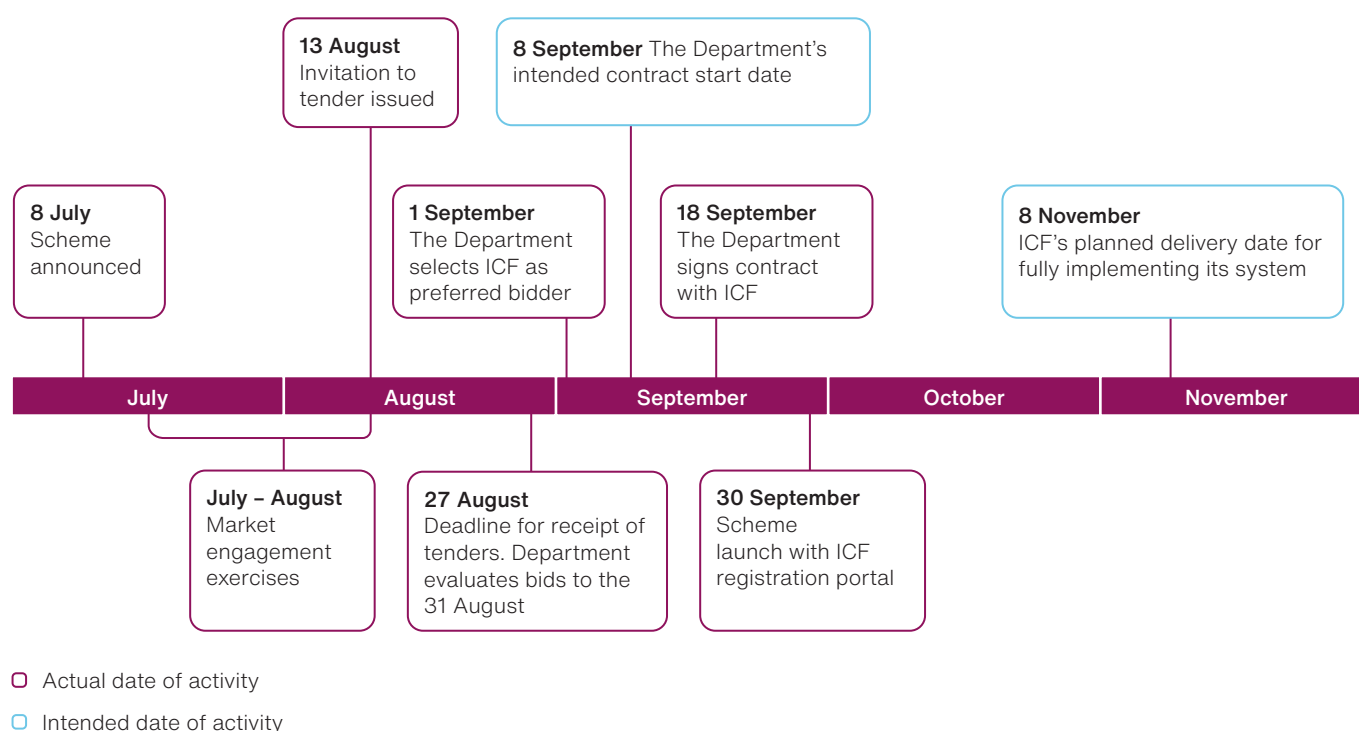 13 August
Invitation to
tender issued
8 September The Department’s
intended contract start date
8 July
Scheme
announced
1 September
The Department
selects ICF as
preferred bidder
18 September
The Department
signs contract
with ICF
8 November
ICF’s planned delivery date for
fully implementing its system
July
August
September
October
November
July – August
Market
engagement
exercises
27 August
Deadline for receipt of
tenders. Department
evaluates bids to the
31 August
30 September
Scheme
launch with ICF
registration portal
Actual date of activity
Intended date of activity